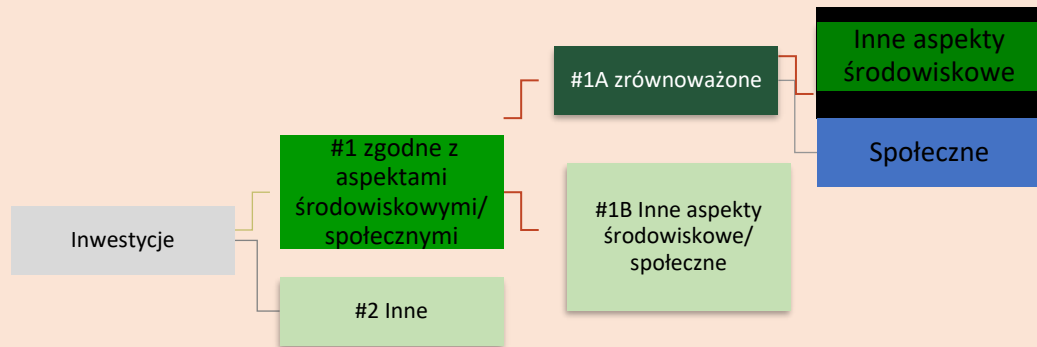 Inwestycje
#1 zgodne z
aspektami
środowiskowymi/
społecznymi
#2 Inne
#1A zrównoważone
#1B Inne aspekty
środowiskowe/
społeczne
Inne aspekty
środowiskowe
Społeczne